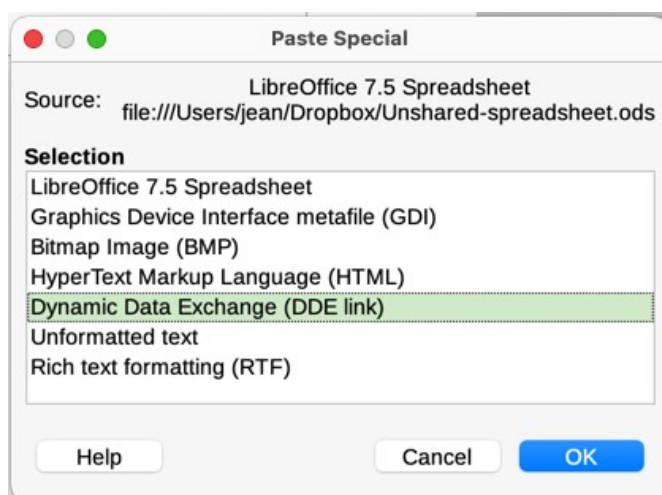 Paste Special
Source:
LibreOffice 7.5 Spreadsheet
file:///Users/jean/Dropbox/Unshared-spreadsheet.ods
Selection
LibreOffice 7.5 Spreadsheet
Graphics Device Interface metafile (GDI)
Bitmap Image (BMP)
HyperText Markup Language (HTML)
Dynamic Data Exchange (DDE link)
Unformatted text
Rich text formatting (RTF)
Help
Cancel
OK